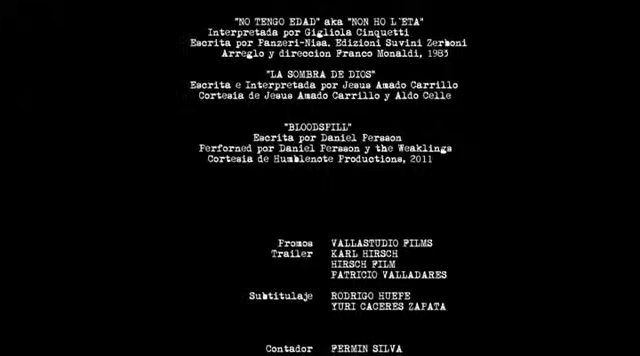 "NO TENGO EDAD" aka "NON HO L'ETA"
Interpretada por Gigliola Cinquetti
Escrita por Panzeri-Nisa. Edizioni Suvini Zerboni
Arreglo y direccion Franco Monaldi, 1983
"LA SOMBRA DE DIOS"
Escrita e Interpretada por Jesus Amado Carrillo
Cortesia de Jesus Amado Carrillo y Aldo Celle
"BLOODSPILL"
Escrita por Daniel Persson
Performed por Daniel Persson y the Weaklings
Cortesia de Humblenote Productions, 2011
Promos VALLASTUDIO FILMS
Trailer KARL HIRSCH
HIRSCH FILM
PATRICIO VALLADARES
Subtitulaje RODRIGO HUEFE
YURI CACERES ZAPATA
Contador FERMIN SILVA